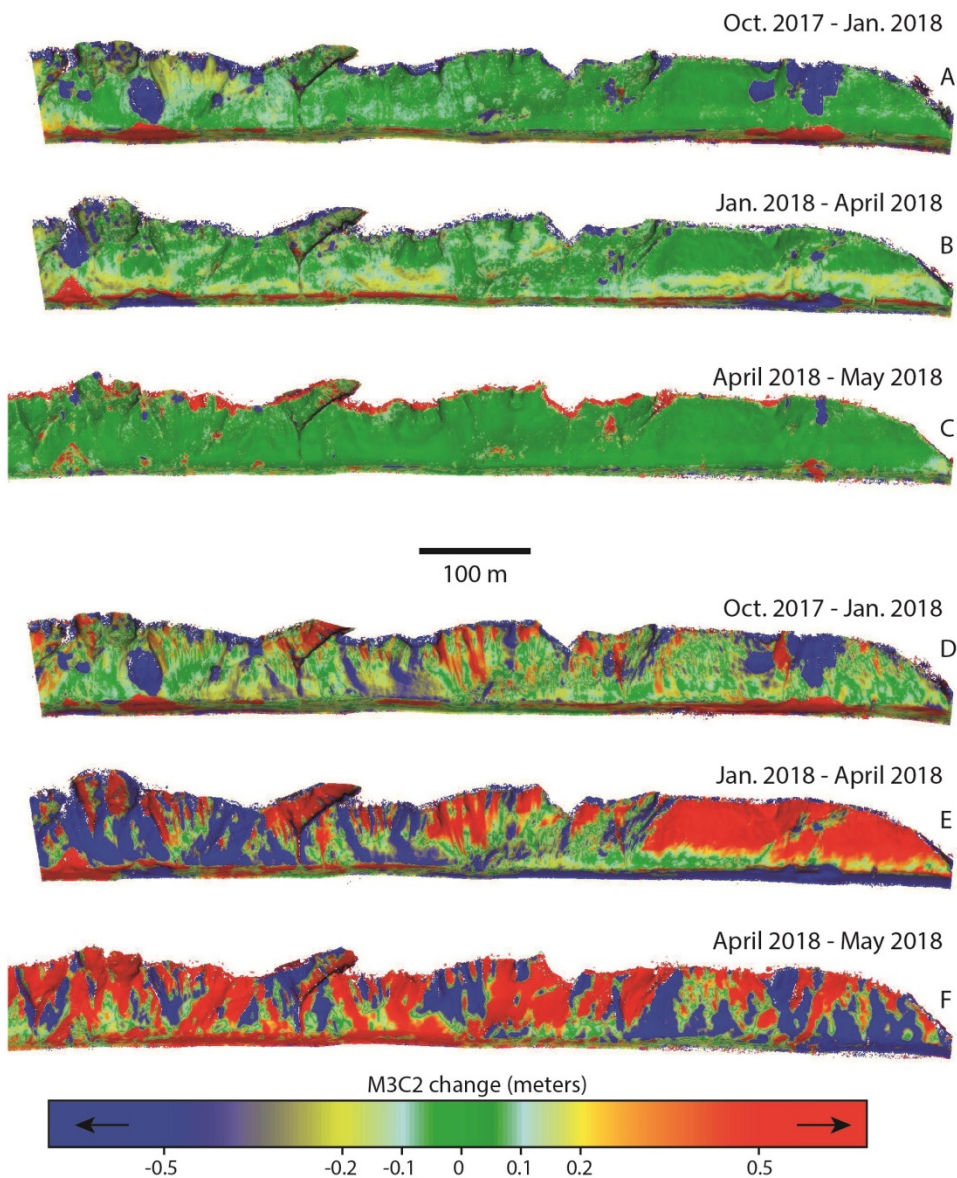 Oct. 2017 - Jan. 2018
A
Jan. 2018 - April 2018
B
April 2018 - May 2018
C
100 m
Oct. 2017 - Jan. 2018
D
Jan. 2018 - April 2018
E
April 2018 - May 2018
F
M3C2 change (meters)
-0.5 -0.2 -0.1 0 0.1 0.2 0.5